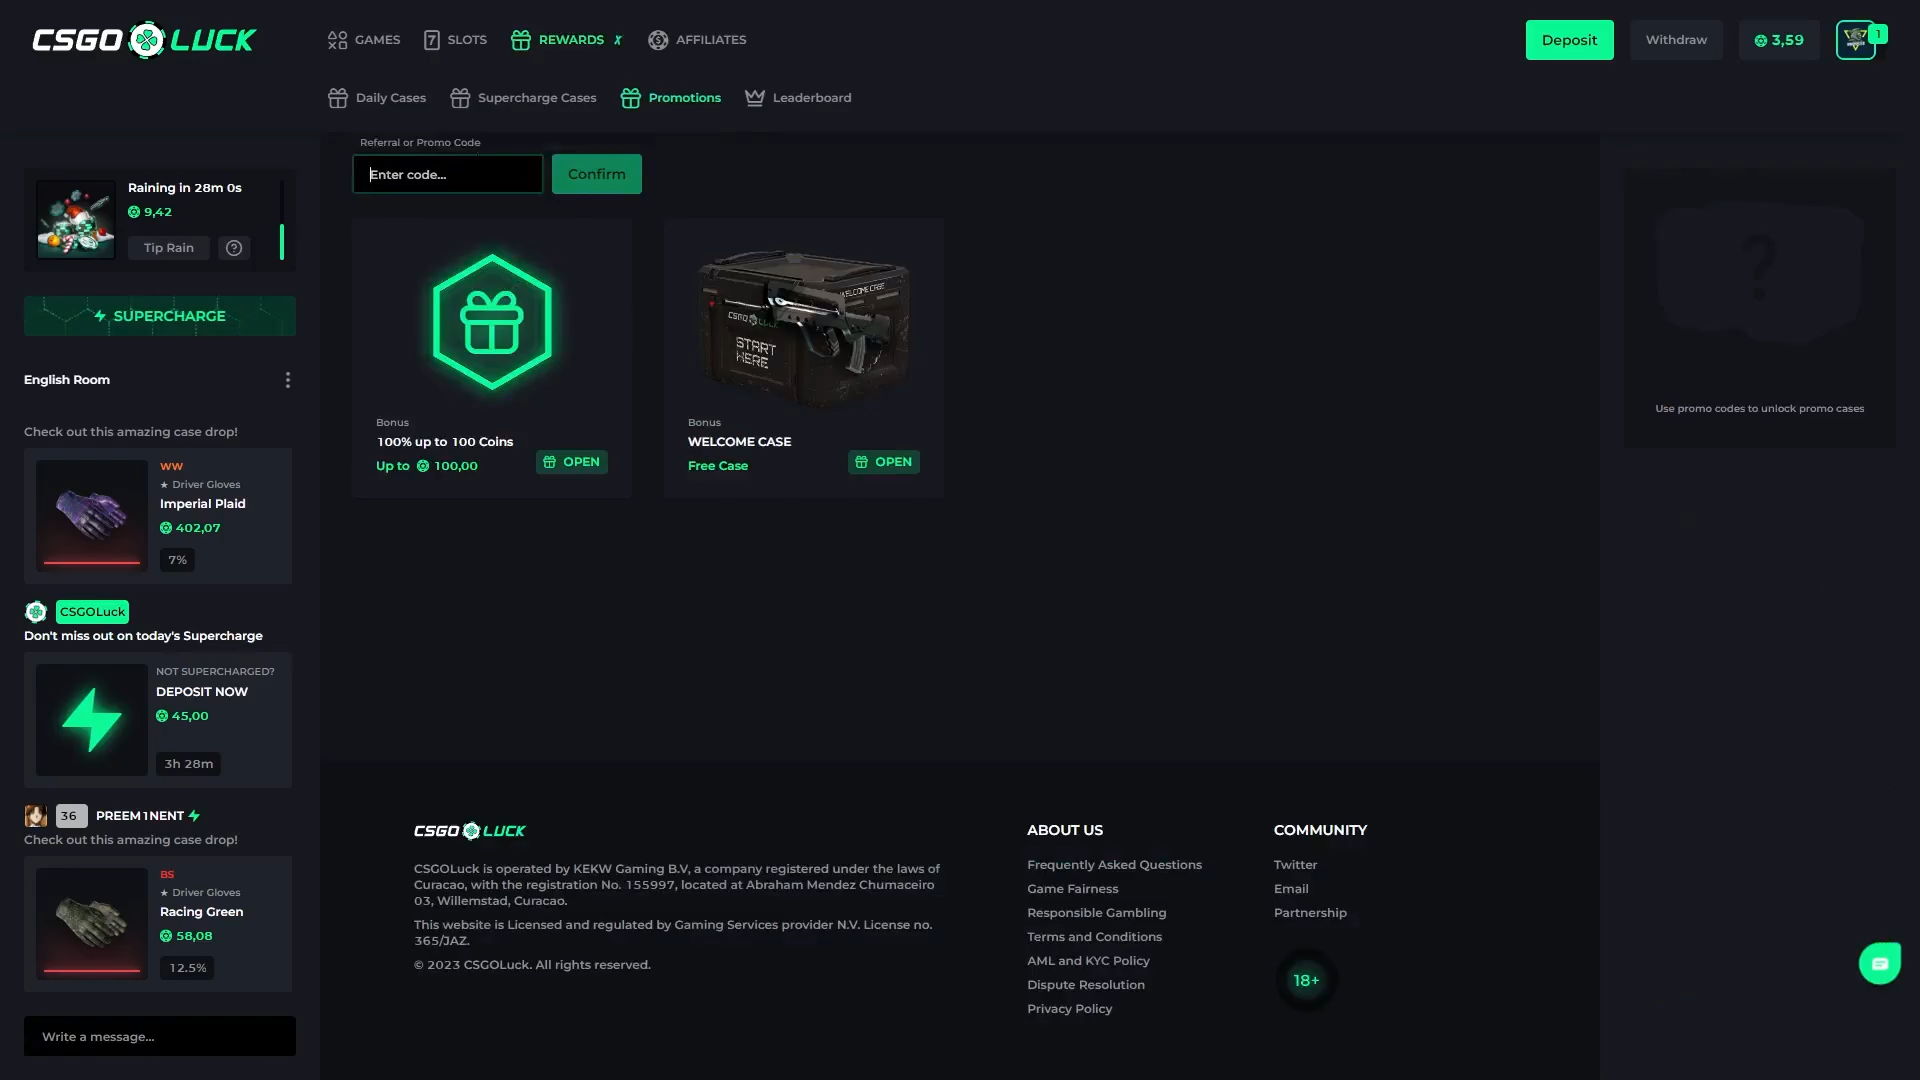 CSGO LUCK
GAMES
SLOTS
REWARDS
AFFILIATES
Deposit
Withdraw
3,59
1
Daily Cases
Supercharge Cases
Promotions
Leaderboard
Referral or Promo Code
Enter code...
Confirm
Raining in 28m 0s
9,42
Tip Rain
SUPERCHARGE
English Room
Check out this amazing case drop!
WW
★ Driver Gloves
Imperial Plaid
402,07
7%
CSGOLuck
Don't miss out on today's Supercharge
NOT SUPERCHARGED?
DEPOSIT NOW
45,00
3h 28m
36 PREEM1NENT
Check out this amazing case drop!
BS
★ Driver Gloves
Racing Green
58,08
12.5%
Write a message...
Bonus
100% up to 100 Coins
Up to 100,00
OPEN
WELCOME CASE
CSGO LUCK
START
HERE
Bonus
WELCOME CASE
Free Case
OPEN
?
Use promo codes to unlock promo cases
CSGO LUCK
CSGOLuck is operated by KEKW Gaming B.V, a company registered under the laws of
Curacao, with the registration No. 155997, located at Abraham Mendez Chumaceiro
03, Willemstad, Curacao.
This website is Licensed and regulated by Gaming Services provider N.V. License no.
365/JAZ.
© 2023 CSGOLuck. All rights reserved.
ABOUT US
Frequently Asked Questions
Game Fairness
Responsible Gambling
Terms and Conditions
AML and KYC Policy
Dispute Resolution
Privacy Policy
COMMUNITY
Twitter
Email
Partnership
18+